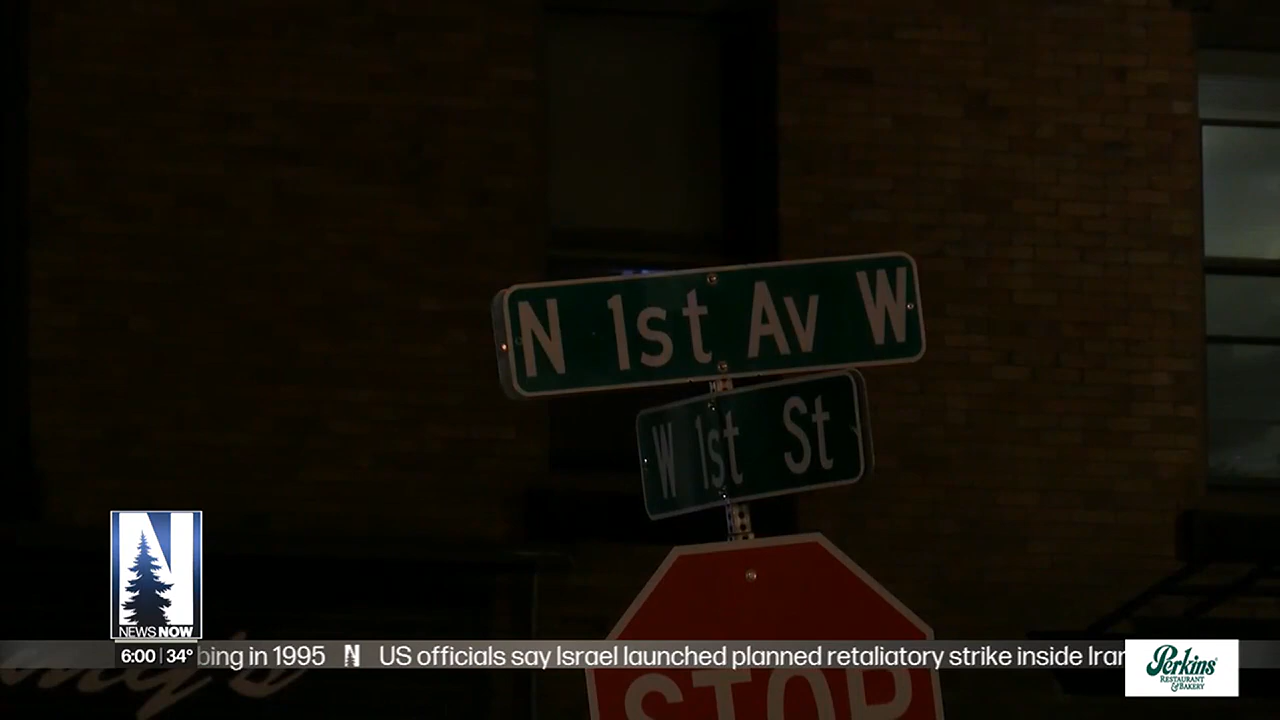 N 1st Av W
W 1st St
STOP
N
NEWS NOW
6:00 | 34°
bing in 1995 N US officials say Israel launched planned retaliatory strike inside Iran
Perkins
RESTAURANT
& BAKERY